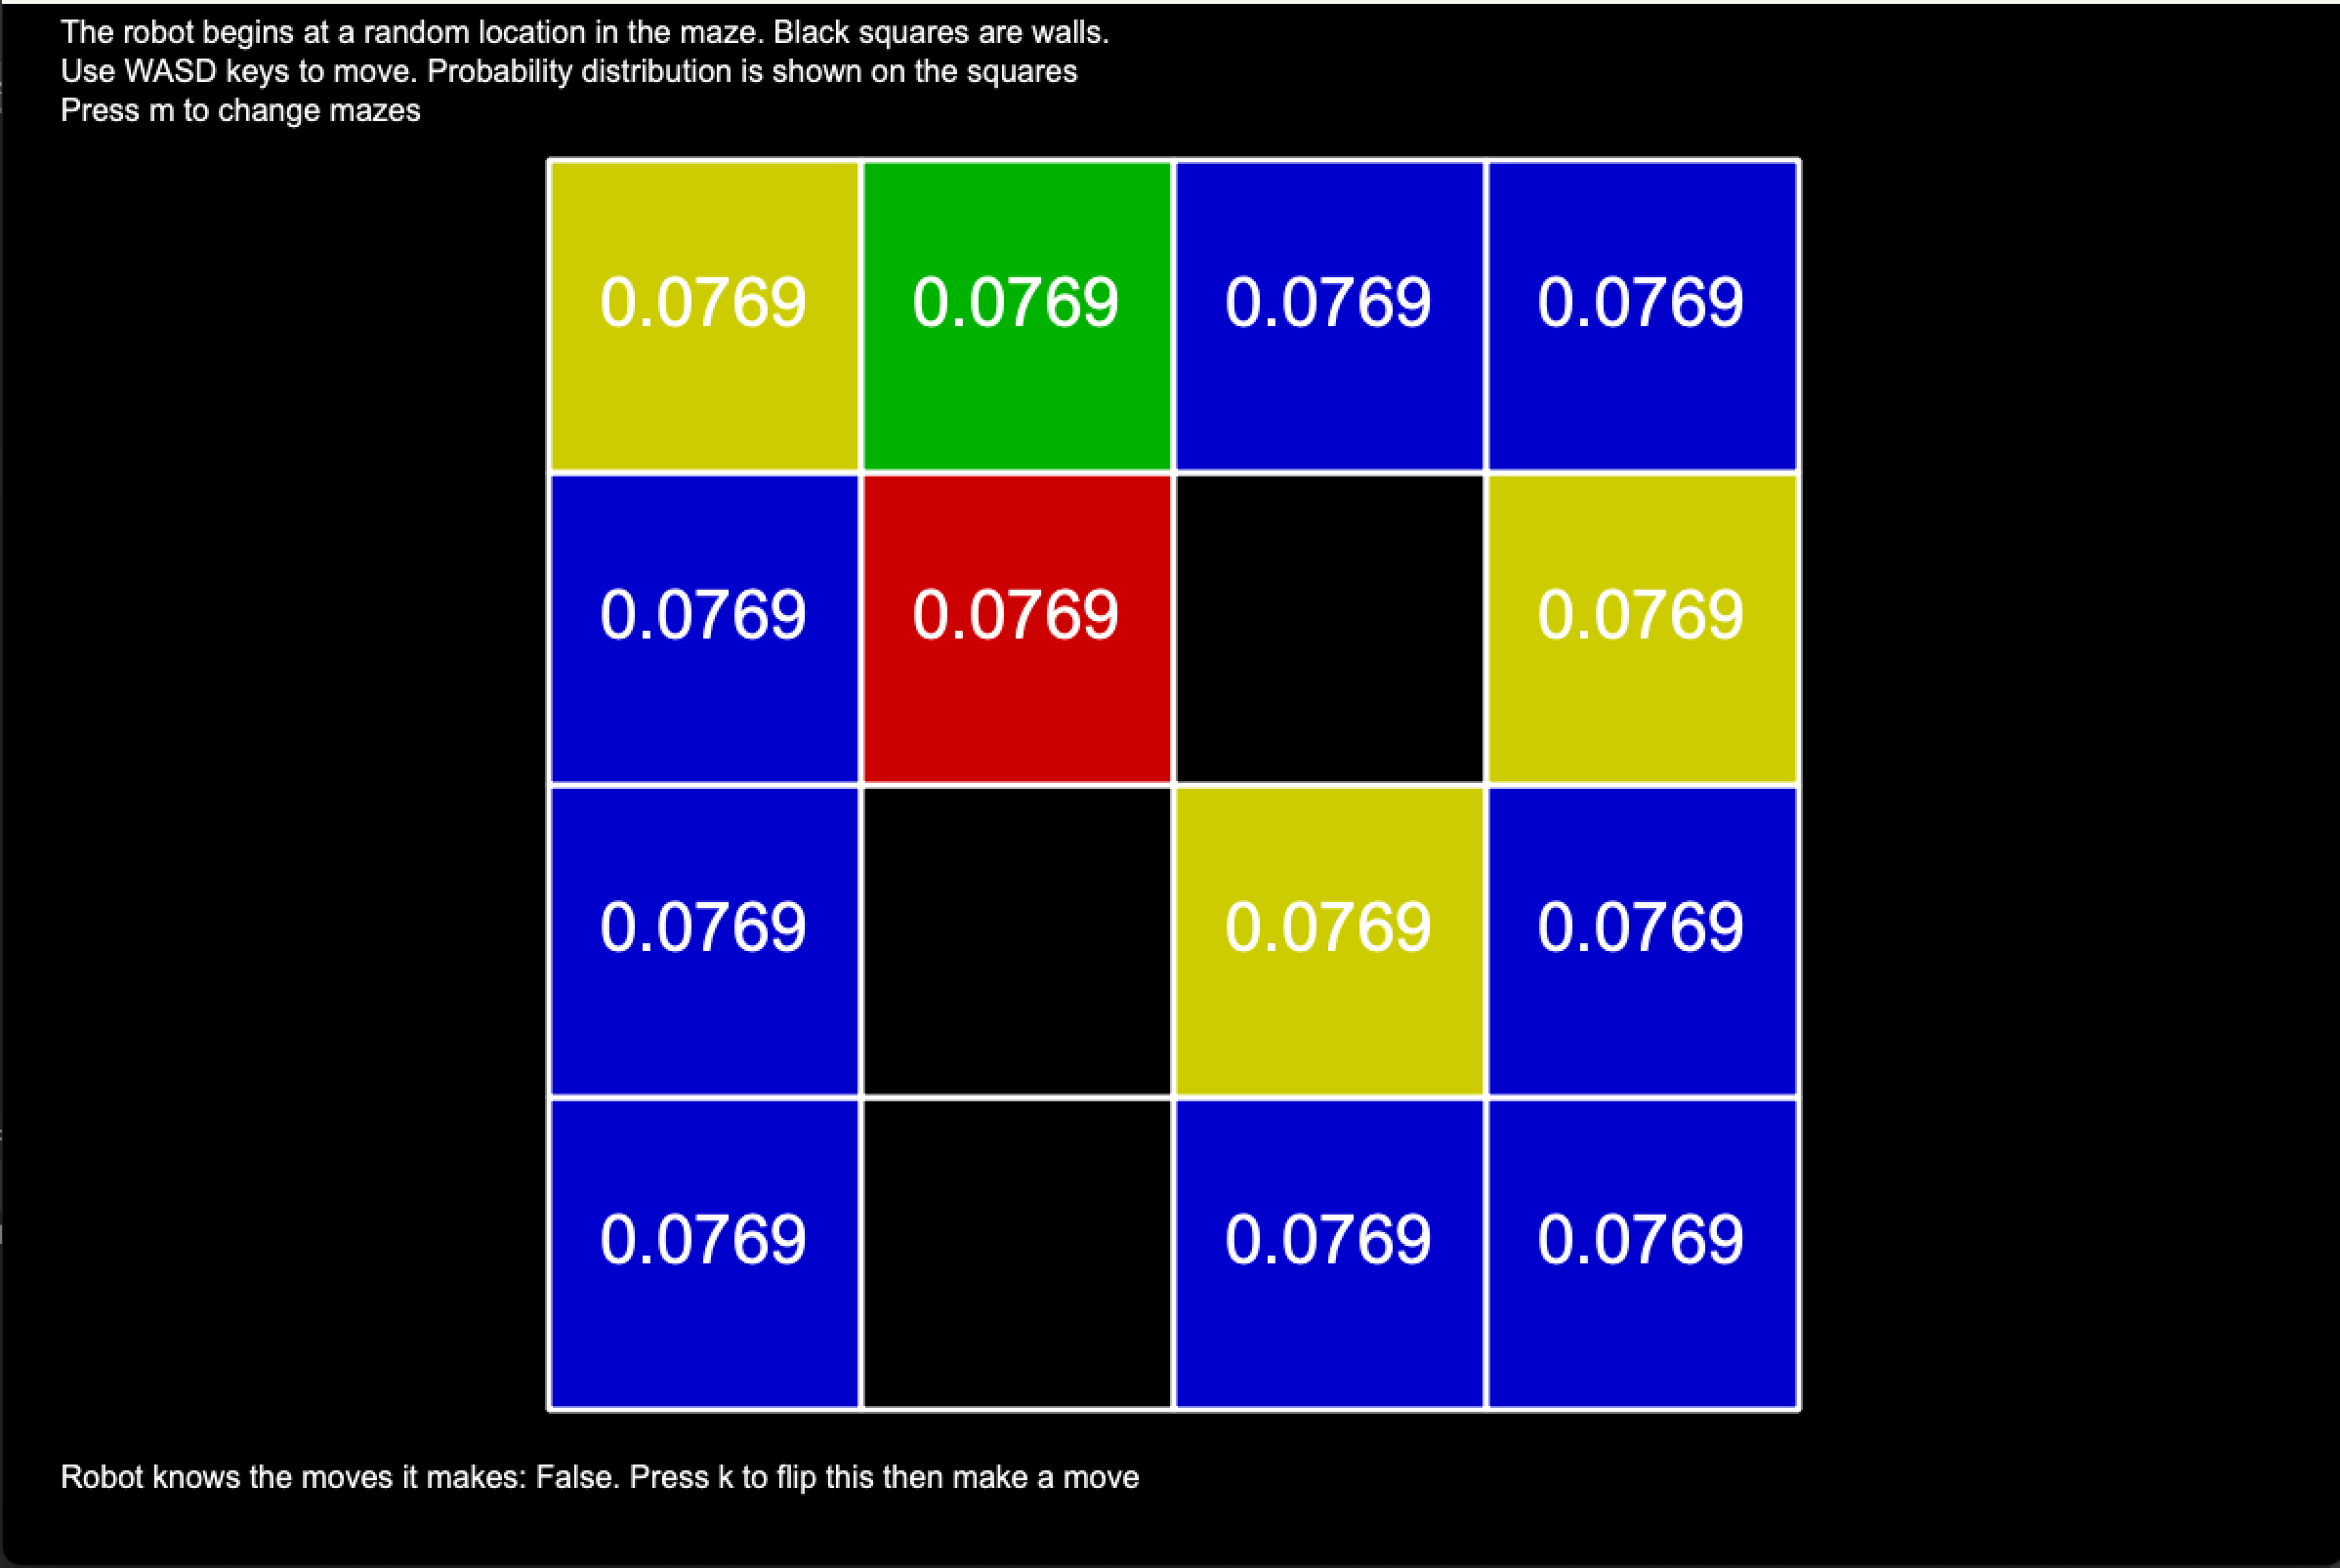 The robot begins at a random location in the maze. Black squares are walls.
Use WASD keys to move. Probability distribution is shown on the squares
Press m to change mazes
0.0769 0.0769 0.0769 0.0769
0.0769 0.0769 0.0769
0.0769 0.0769 0.0769
0.0769 0.0769 0.0769
Robot knows the moves it makes: False. Press k to flip this then make a move